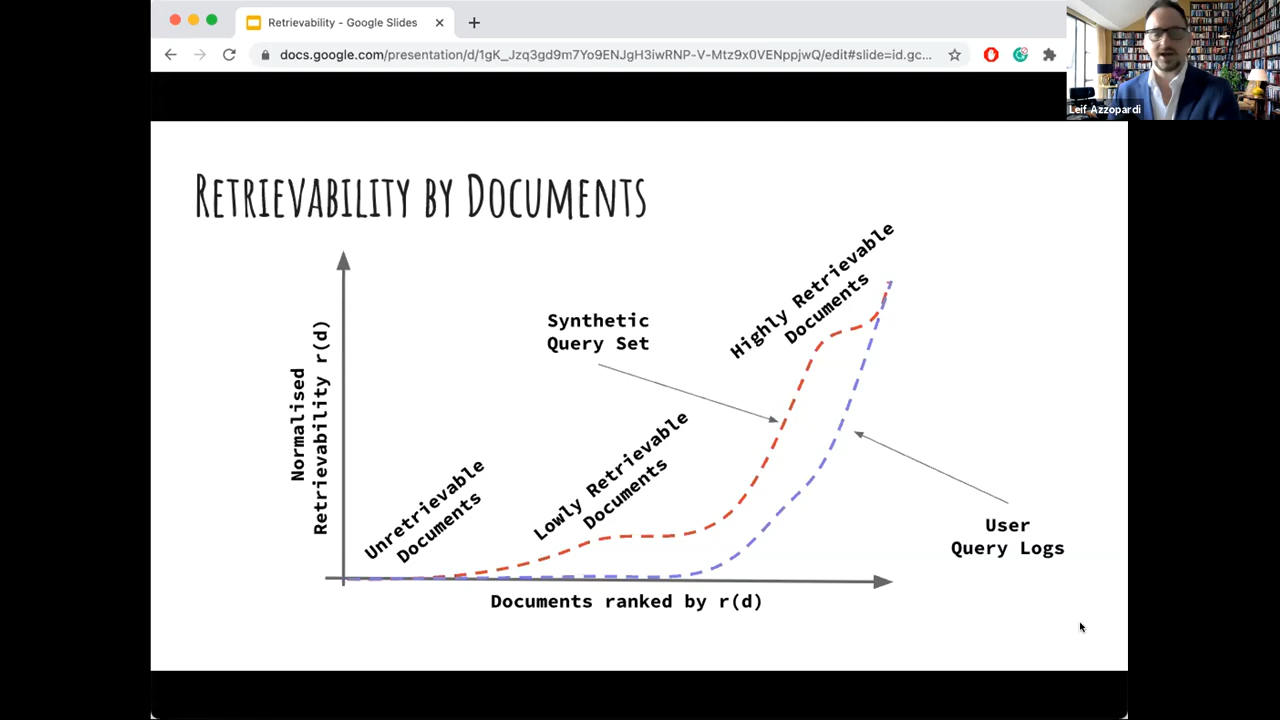 Retrievability - Google Slides
docs.google.com/presentation/d/1gK__Jzq3gd9m7Yo9ENJgH3iwRNP-V-Mtz9x0VENppjwQ/edit#slide=id.gc...
Leif Azzopardi
RETRIEVABILITY BY DOCUMENTS
Highly Retrievable
Documents
Synthetic
Query Set
Normalised
Retrievability r(d)
Lowly Retrievable
Documents
Unretrievable
Documents
User
Query Logs
Documents ranked by r(d)